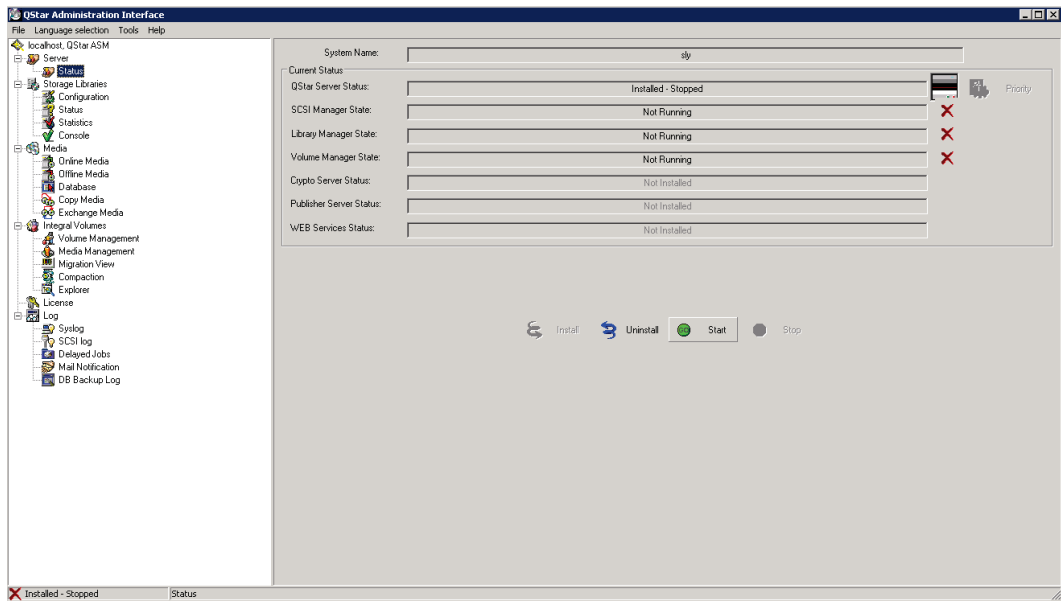 QStar Administration Interface
File Language selection Tools Help
localhost, QStar ASM
Server
Status
Storage Libraries
Configuration
Status
Statistics
Console
Media
Online Media
Offline Media
Database
Copy Media
Exchange Media
Integral Volumes
Volume Management
Media Management
Migration View
Compaction
Explorer
License
Log
Syslog
SCSI log
Delayed Jobs
Mail Notification
DB Backup Log
System Name: sly
Current Status
QStar Server Status: Installed - Stopped Priority
SCSI Manager State: Not Running
Library Manager State: Not Running
Volume Manager State: Not Running
Crypto Server Status: Not Installed
Publisher Server Status: Not Installed
WEB Services Status: Not Installed
Install Uninstall GO Start Stop
Installed - Stopped Status